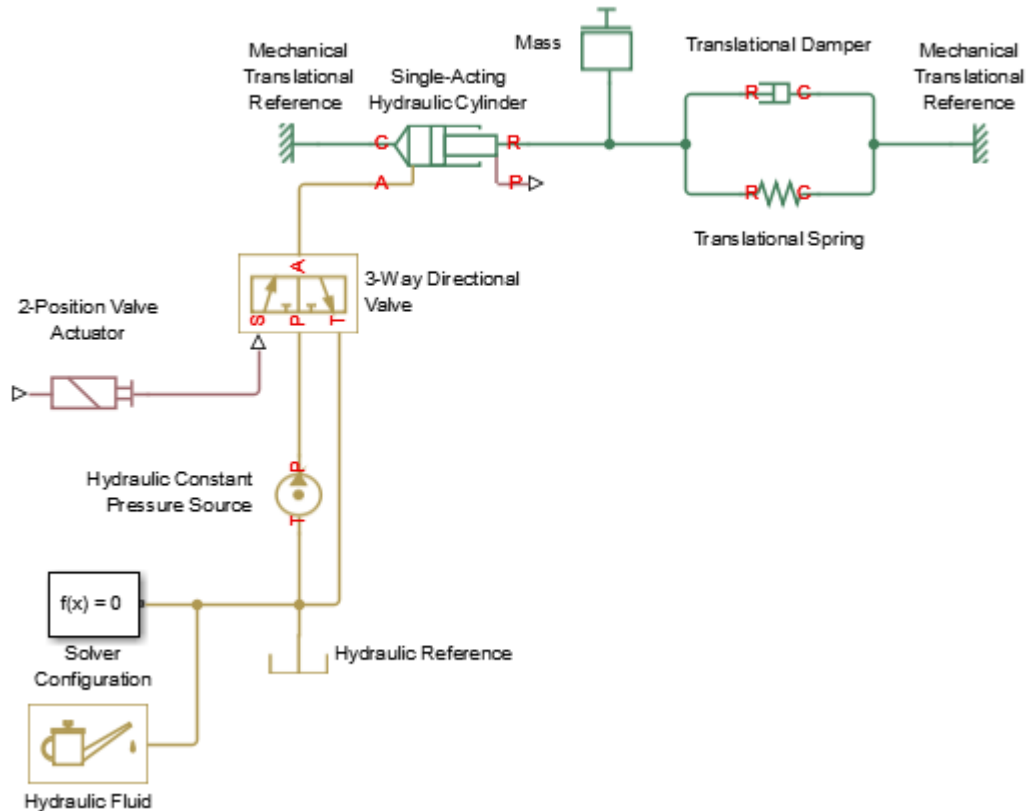 Mass
Translational Damper
Mechanical
Translational
Reference
Mechanical
Translational
Reference
Single-Acting
Hydraulic Cylinder
R
C
C
R
A
P
R
C
Translational Spring
A
3-Way Directional
Valve
2-Position Valve
Actuator
S
P
T
P
Hydraulic Constant
Pressure Source
T
f(x) = 0
Solver
Configuration
Hydraulic Reference
Hydraulic Fluid